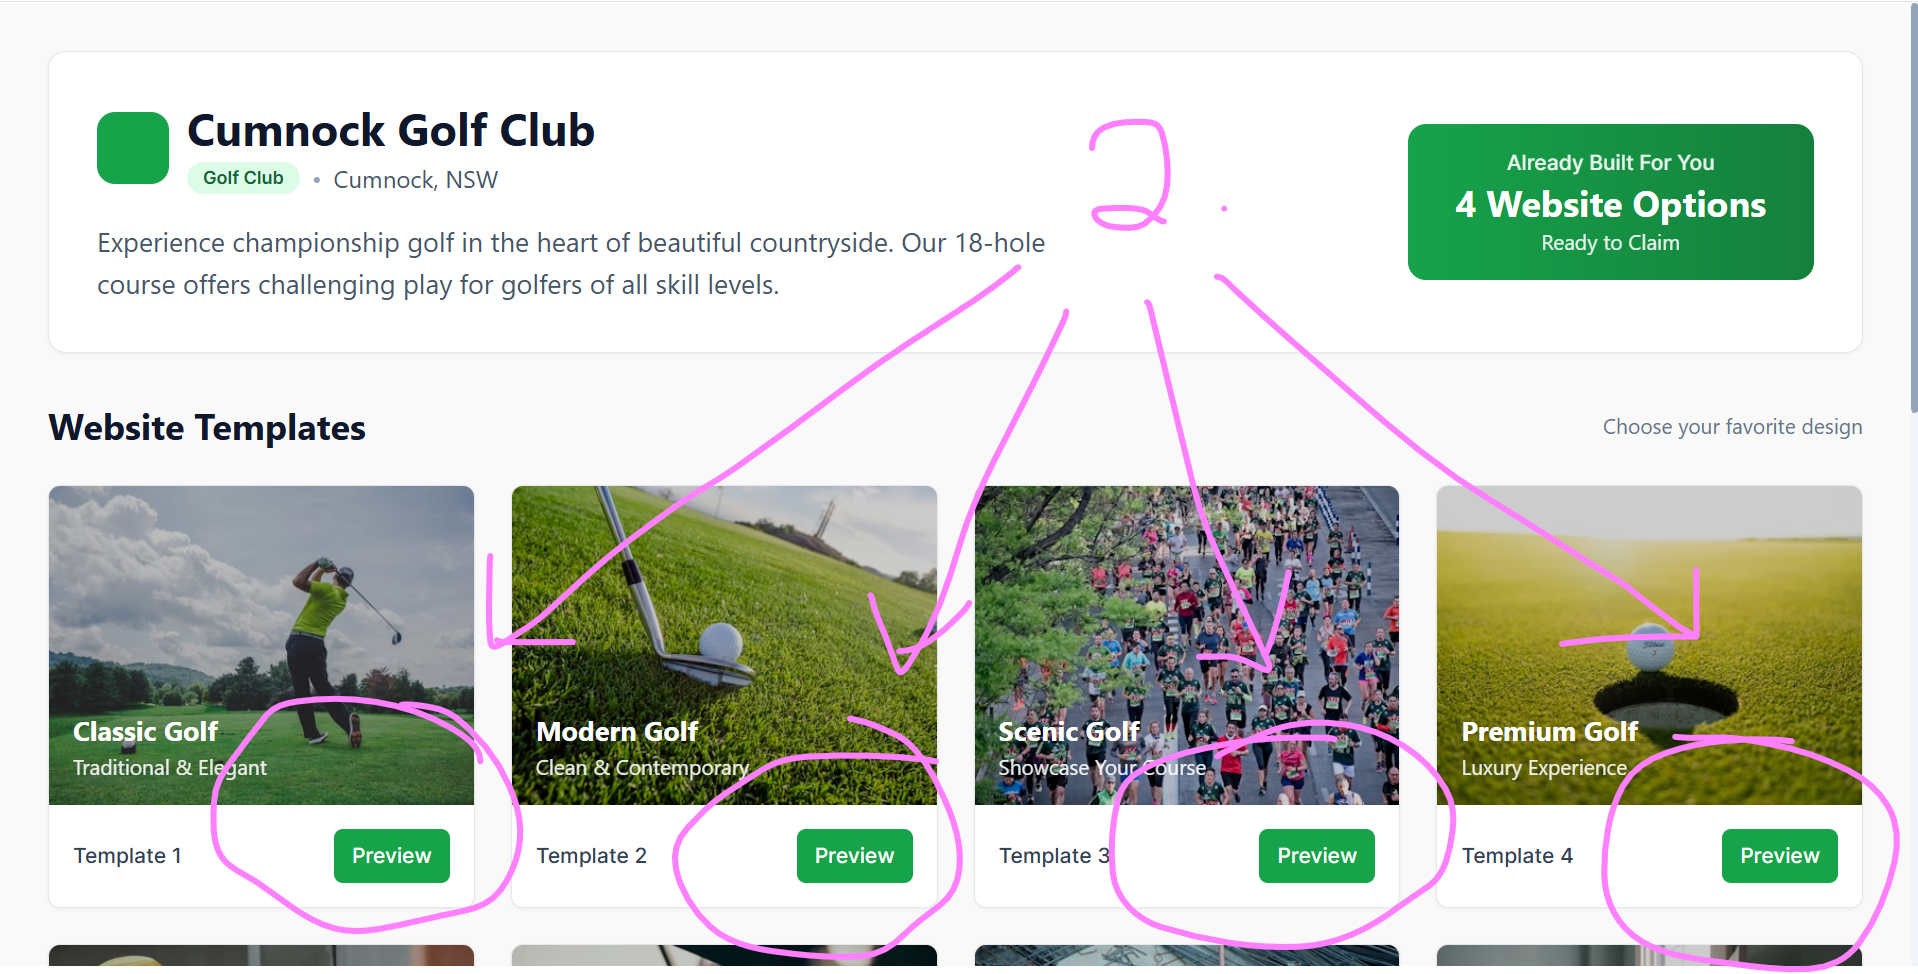 Cumnock Golf Club
Golf Club • Cumnock, NSW
Experience championship golf in the heart of beautiful countryside. Our 18-hole
course offers challenging play for golfers of all skill levels.
2.
Already Built For You
4 Website Options
Ready to Claim
Website Templates
Choose your favorite design
Classic Golf
Traditional & Elegant
Template 1
Preview
Modern Golf
Clean & Contemporary
Template 2
Preview
Scenic Golf
Showcase Your Course
Template 3
Preview
Premium Golf
Luxury Experience
Template 4
Preview